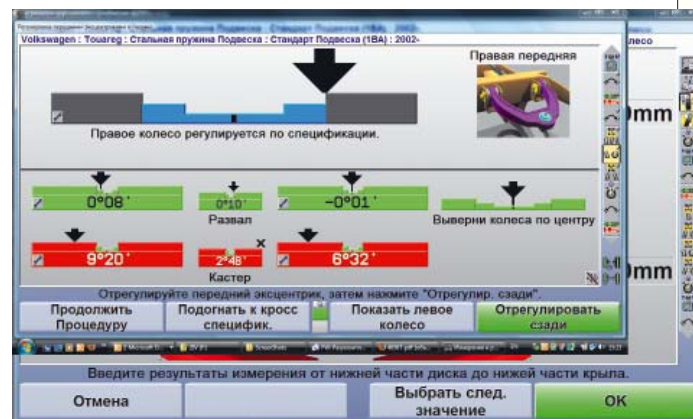 Volkswagen : Touareg : Стальная пружина Подвеска : Стандарт Подвеска (1BA) : 2002-
лесо
Правая передняя
Правое колесо регулируется по спецификации.
mm
0°08'
0°10'
-0°01'
Развал
Выверни колеса по центру
9°20'
2°48'
6°32'
Кастер
mm
Отрегулируйте передний эксцентрик, затем нажмите "Отрегулир. сзади".
Продолжить Процедуру
Подогнать к кросс специфик.
Показать левое колесо
Отрегулировать сзади
Введите результаты измерения от нижней части диска до нижей части крыла.
Отмена
Выбрать след. значение
OK